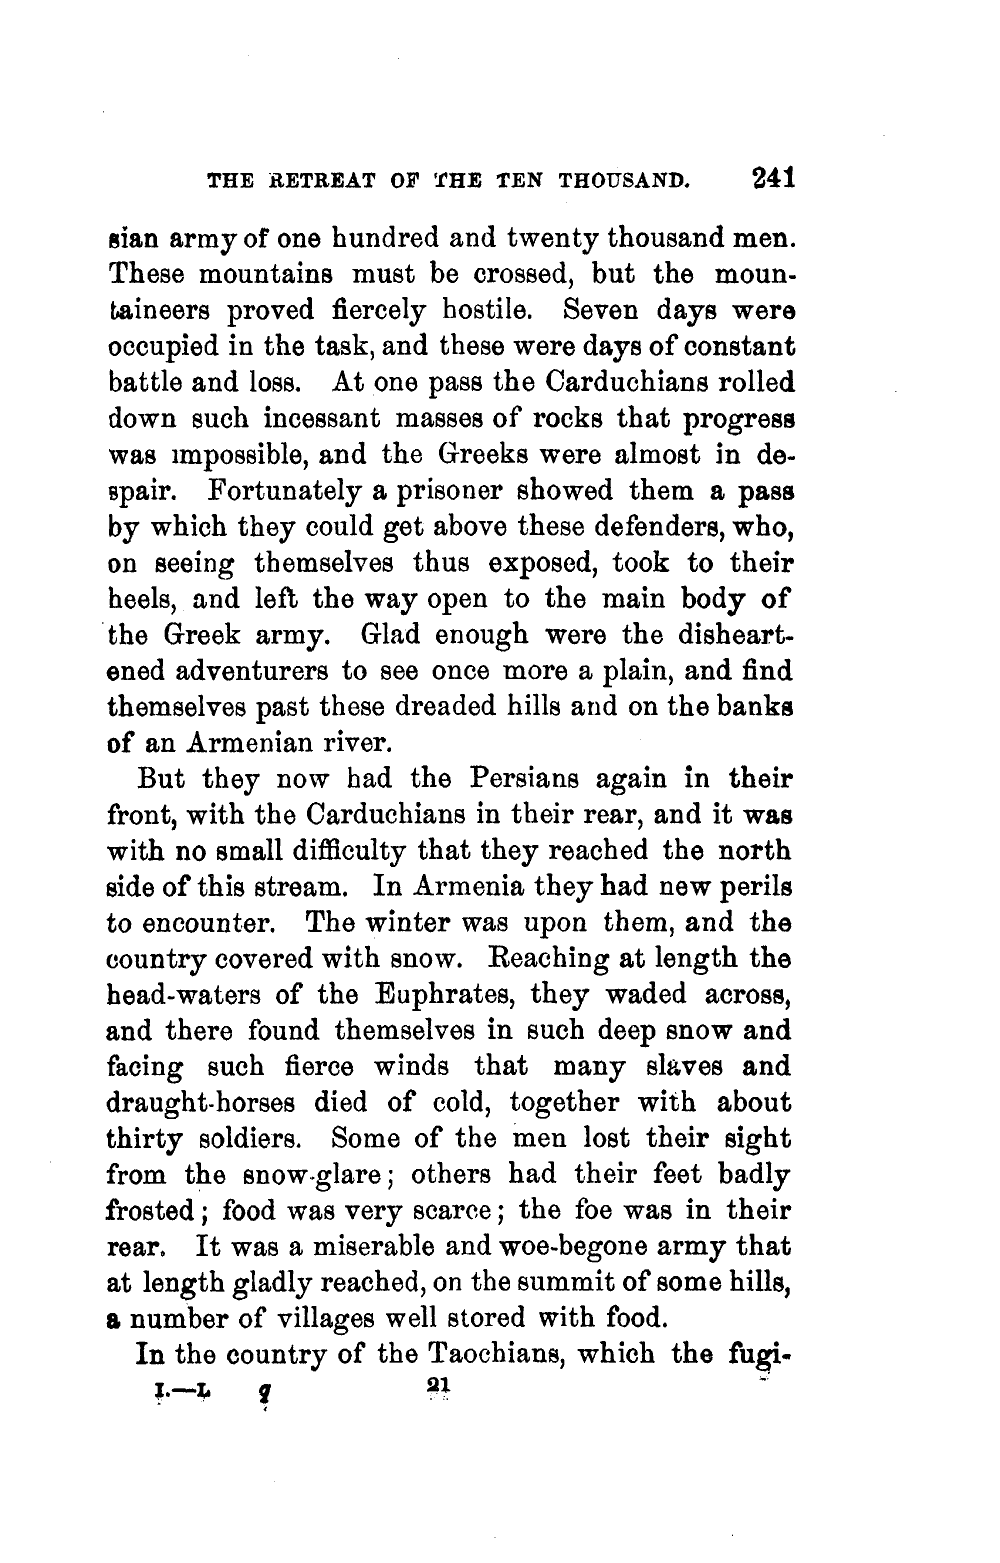 THE RETREAT OF THE TEN THOUSAND. 241
sian army of one hundred and twenty thousand men.
These mountains must be crossed, but the moun-
taineers proved fiercely hostile. Seven days were
occupied in the task, and these were days of constant
battle and loss. At one pass the Carduchians rolled
down such incessant masses of rocks that progress
was impossible, and the Greeks were almost in de-
spair. Fortunately a prisoner showed them a pass
by which they could get above these defenders, who,
on seeing themselves thus exposed, took to their
heels, and left the way open to the main body of
the Greek army. Glad enough were the disheart-
ened adventurers to see once more a plain, and find
themselves past these dreaded hills and on the banks
of an Armenian river.
But they now had the Persians again in their
front, with the Carduchians in their rear, and it was
with no small difficulty that they reached the north
side of this stream. In Armenia they had new perils
to encounter. The winter was upon them, and the
country covered with snow. Reaching at length the
head-waters of the Euphrates, they waded across,
and there found themselves in such deep snow and
facing such fierce winds that many slaves and
draught-horses died of cold, together with about
thirty soldiers. Some of the men lost their sight
from the snow-glare; others had their feet badly
frosted; food was very scarce; the foe was in their
rear. It was a miserable and woe-begone army that
at length gladly reached, on the summit of some hills,
a number of villages well stored with food.
In the country of the Taochians, which the fugi-
I.—L q 21